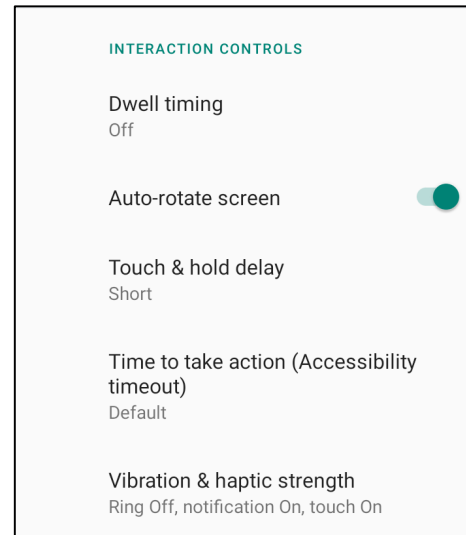 INTERACTION CONTROLS
Dwell timing
Off
Auto-rotate screen
Touch & hold delay
Short
Time to take action (Accessibility
timeout)
Default
Vibration & haptic strength
Ring Off, notification On, touch On